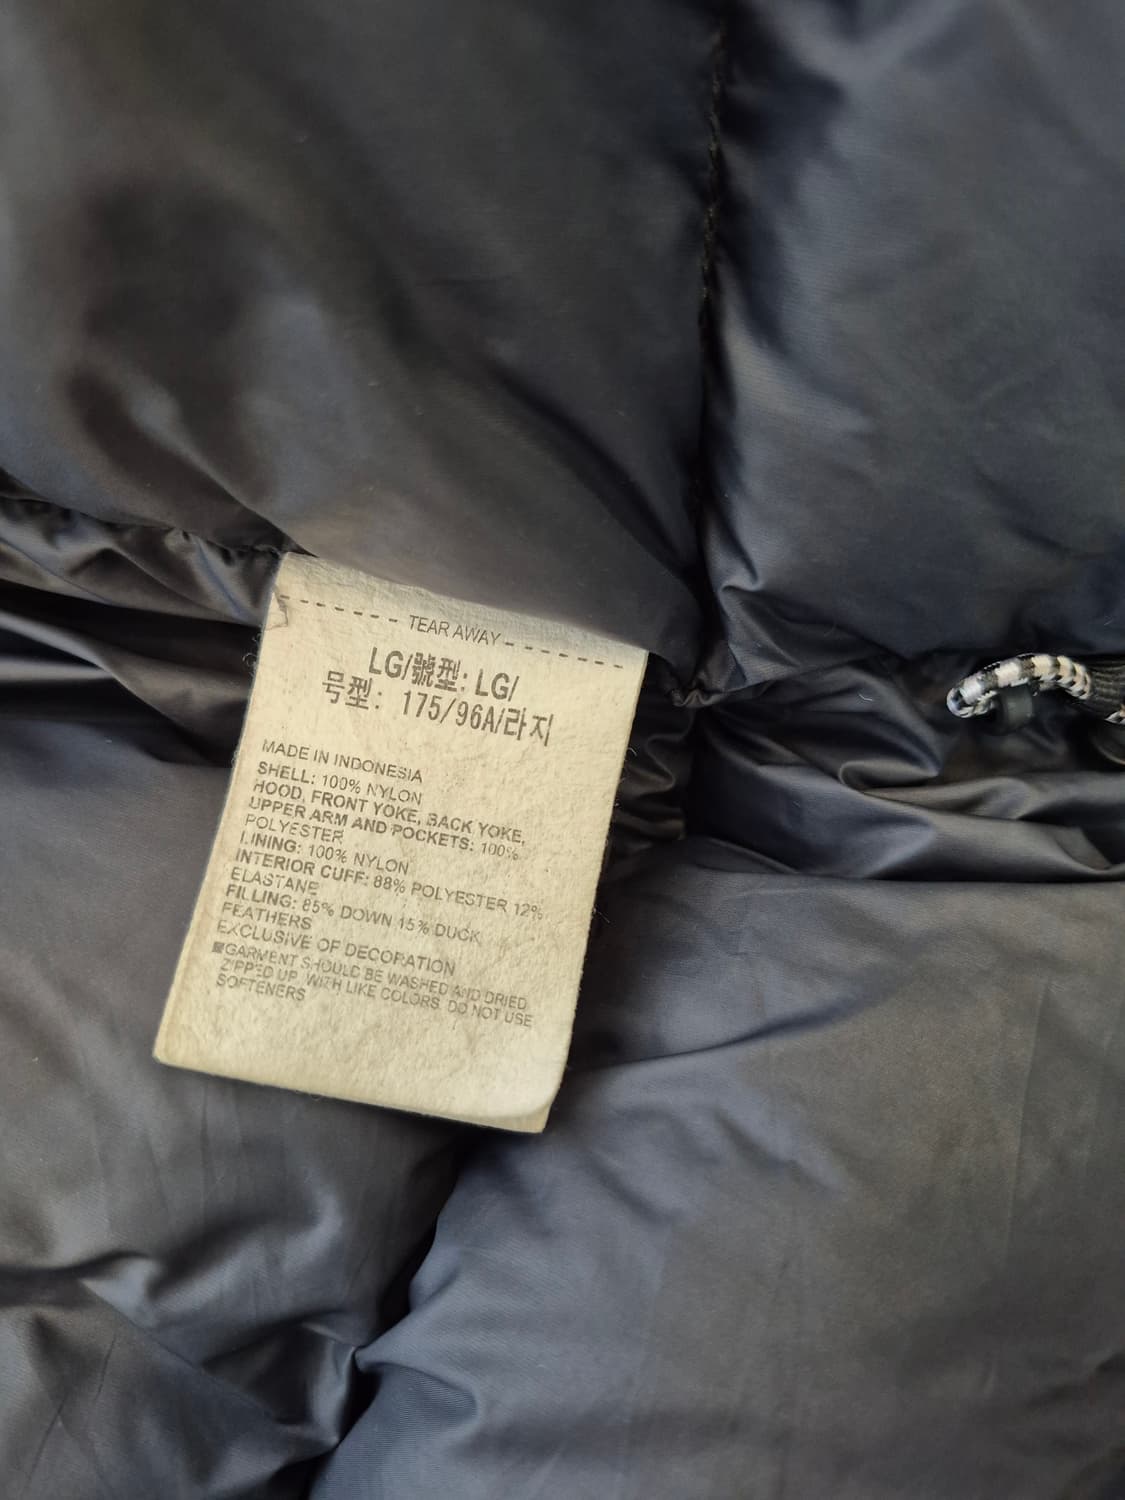 TEAR AWAY
LG/號型: LG/
号型: 175/96A/라지
MADE IN INDONESIA
SHELL: 100% NYLON
HOOD, FRONT YOKE, BACK YOKE,
UPPER ARM AND POCKETS: 100%
POLYESTER
LINING: 100% NYLON
INTERIOR CUFF: 88% POLYESTER 12%
ELASTANE
FILLING: 85% DOWN 15% DUCK
FEATHERS
EXCLUSIVE OF DECORATION
■GARMENT SHOULD BE WASHED AND DRIED
ZIPPED UP, WITH LIKE COLORS. DO NOT USE
SOFTENERS